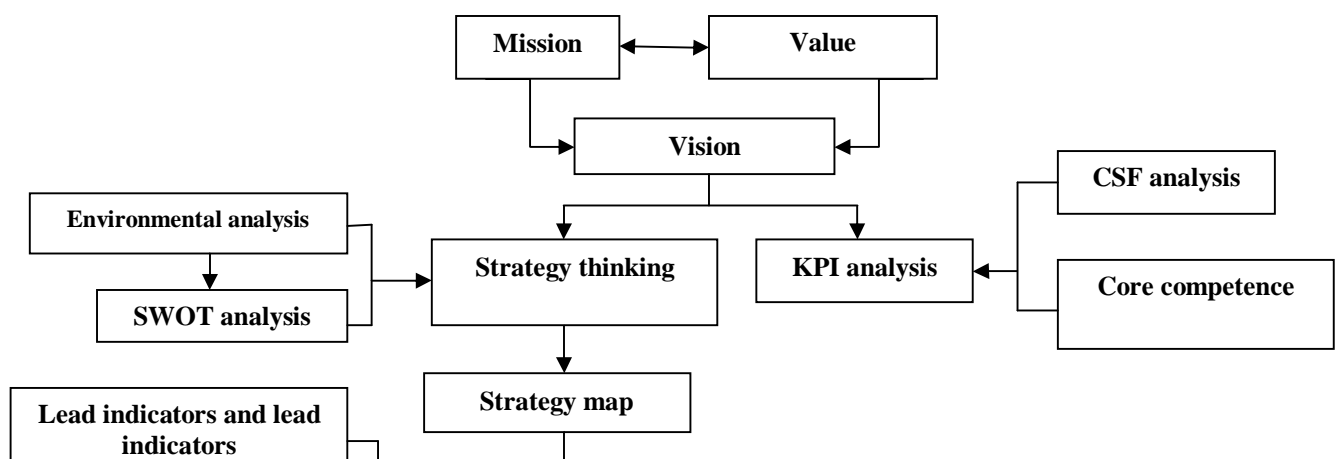 Mission
Value
Vision
CSF analysis
Environmental analysis
Strategy thinking
KPI analysis
Core competence
SWOT analysis
Strategy map
Lead indicators and lead
indicators